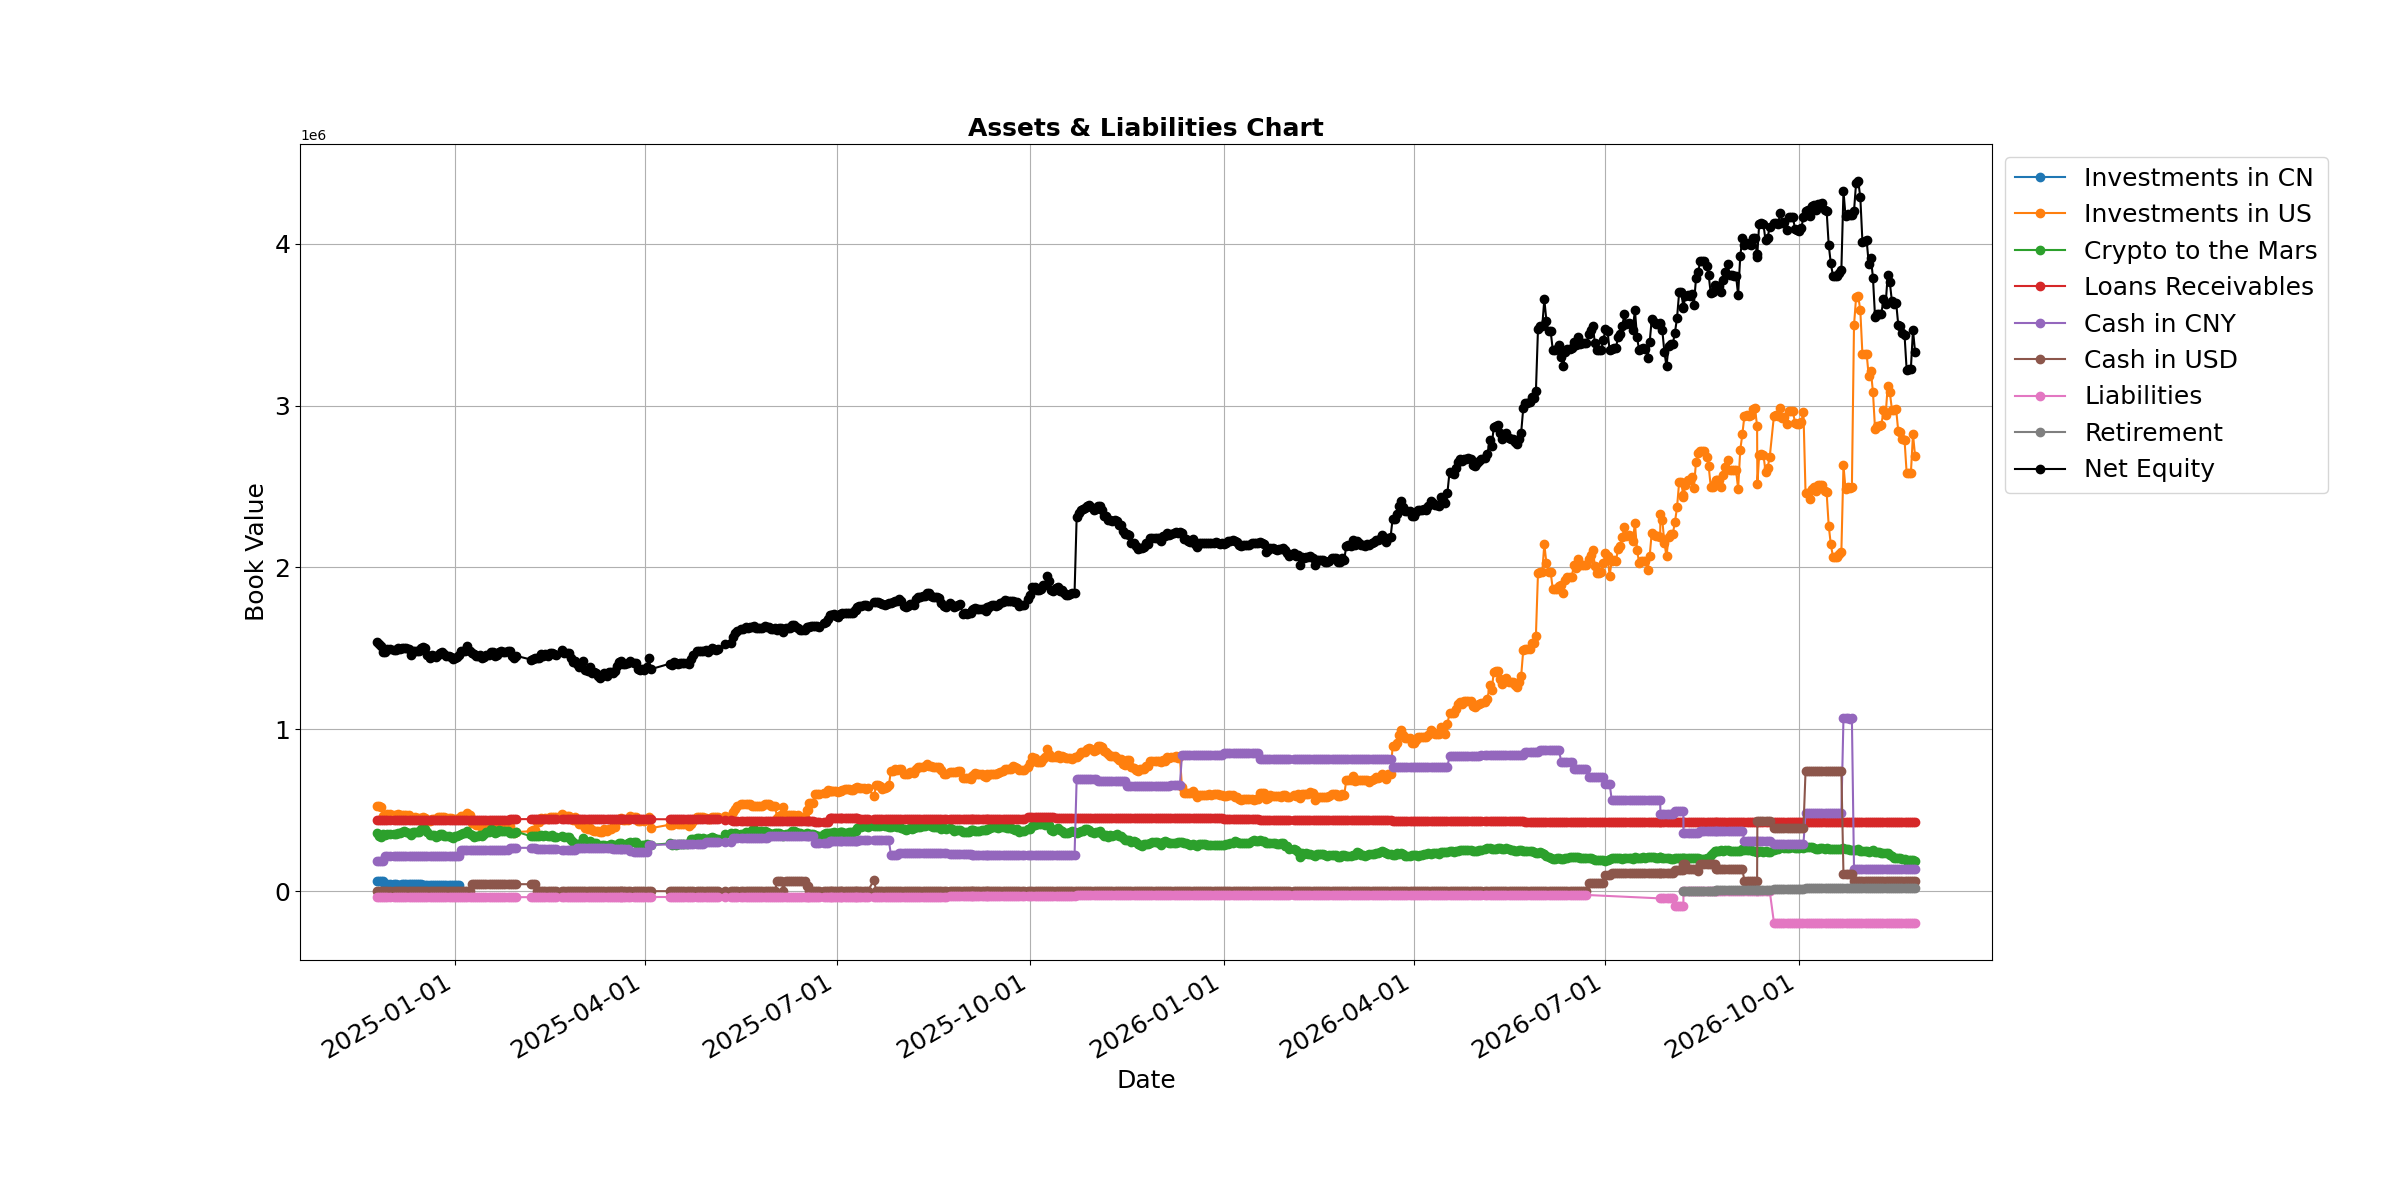 Assets & Liabilities Chart
1e6
4
3
2
1
0
Book Value
2025-01-01
2025-04-01
2025-07-01
2025-10-01
2026-01-01
2026-04-01
2026-07-01
2026-10-01
Date
Investments in CN
Investments in US
Crypto to the Mars
Loans Receivables
Cash in CNY
Cash in USD
Liabilities
Retirement
Net Equity